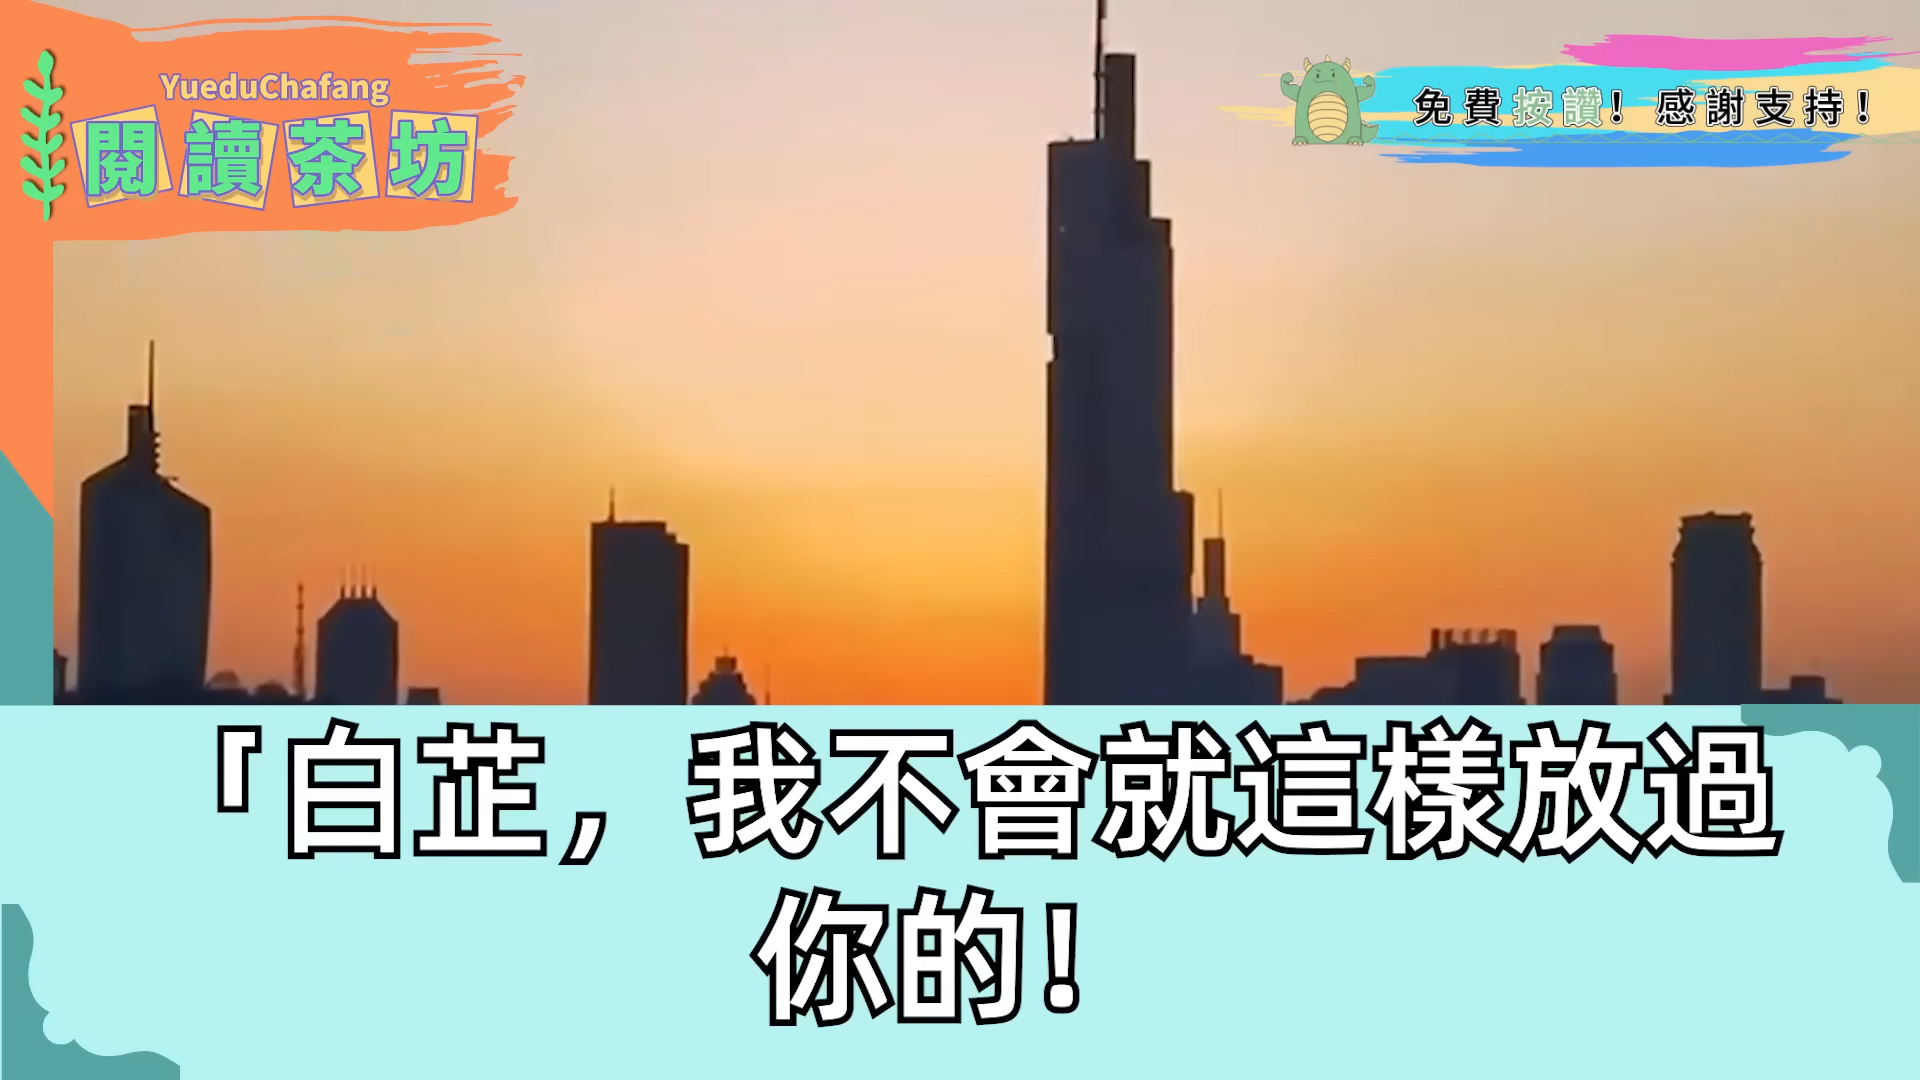 YueduChafang
閱讀茶坊
免費按讚！感謝支持！
「白芷，我不會就這樣放過
你的！